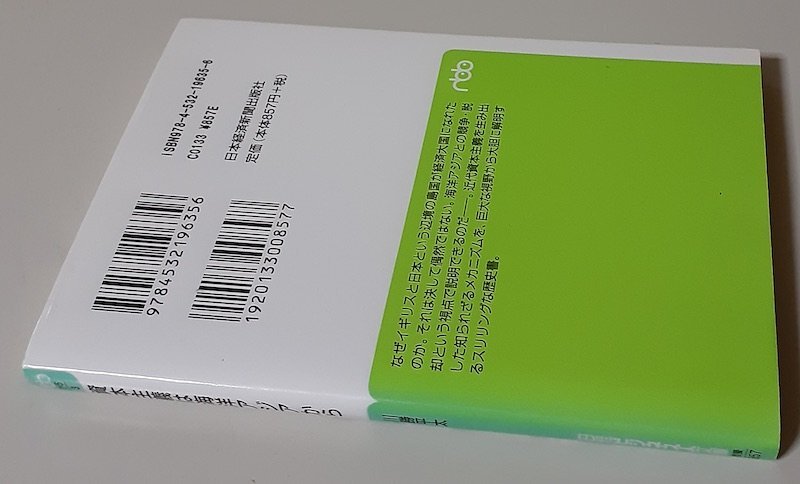 ISBN978-4-532-19635-6
C0133 ¥857E
日本経済新聞出版社
定価(本体857円+税)
9784532196356
1920133008577
nbb
なぜイギリスと日本という辺境の島国が経済大国になれた
のか。それは決して偶然ではない。海洋アジアとの競争・脱
却という視点で説明できるのだ――。近代資本主義を生み出
した知られざるメカニズムを、巨大な視野から大胆に解明す
るスリリングな歴史書。
資本主義は海洋アジアから
川勝平太